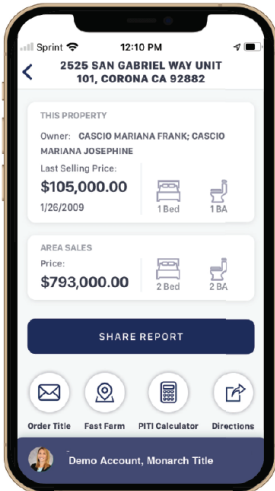 Sprint 12:10 PM
2525 SAN GABRIEL WAY UNIT
101, CORONA CA 92882
THIS PROPERTY
Owner: CASCIO MARIANA FRANK; CASCIO
MARIANA JOSEPHINE
Last Selling Price:
$105,000.00
1/26/2009
1 Bed 1 BA
AREA SALES
Price:
$793,000.00
2 Bed 2 BA
SHARE REPORT
Order Title Fast Farm PITI Calculator Directions
Demo Account, Monarch Title